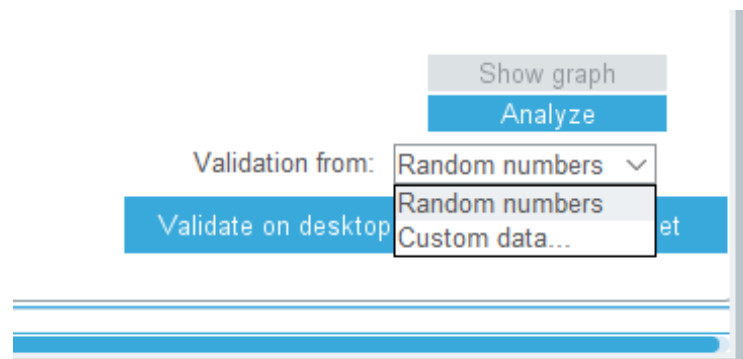 Show graph
Analyze
Validation from: Random numbers
Random numbers
Validate on desktop et
Custom data...